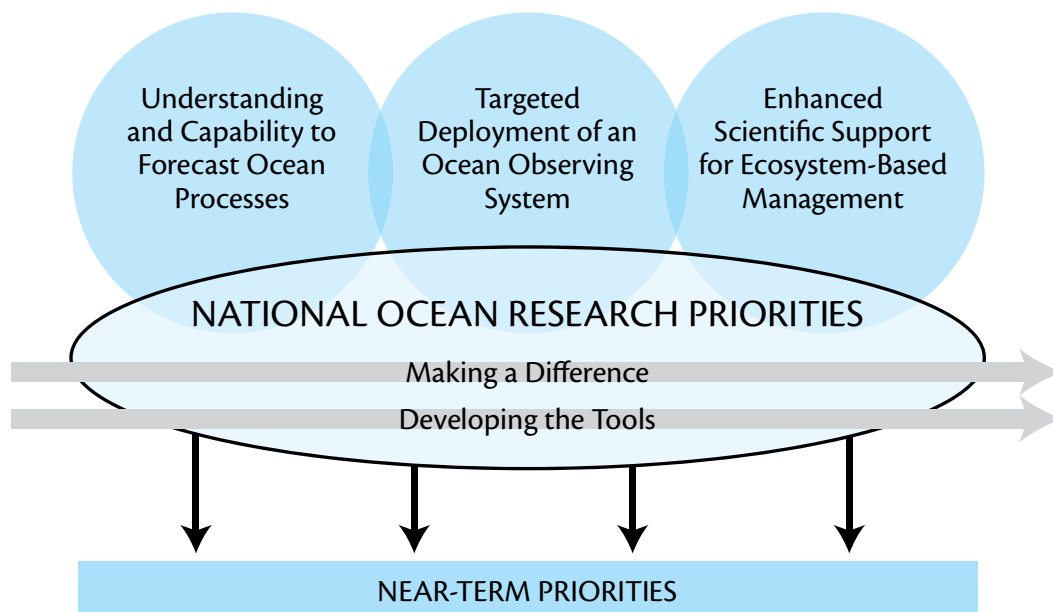 Understanding
and Capability to
Forecast Ocean
Processes
Targeted
Deployment of an
Ocean Observing
System
Enhanced
Scientific Support
for Ecosystem-Based
Management
NATIONAL OCEAN RESEARCH PRIORITIES
Making a Difference
Developing the Tools
NEAR-TERM PRIORITIES